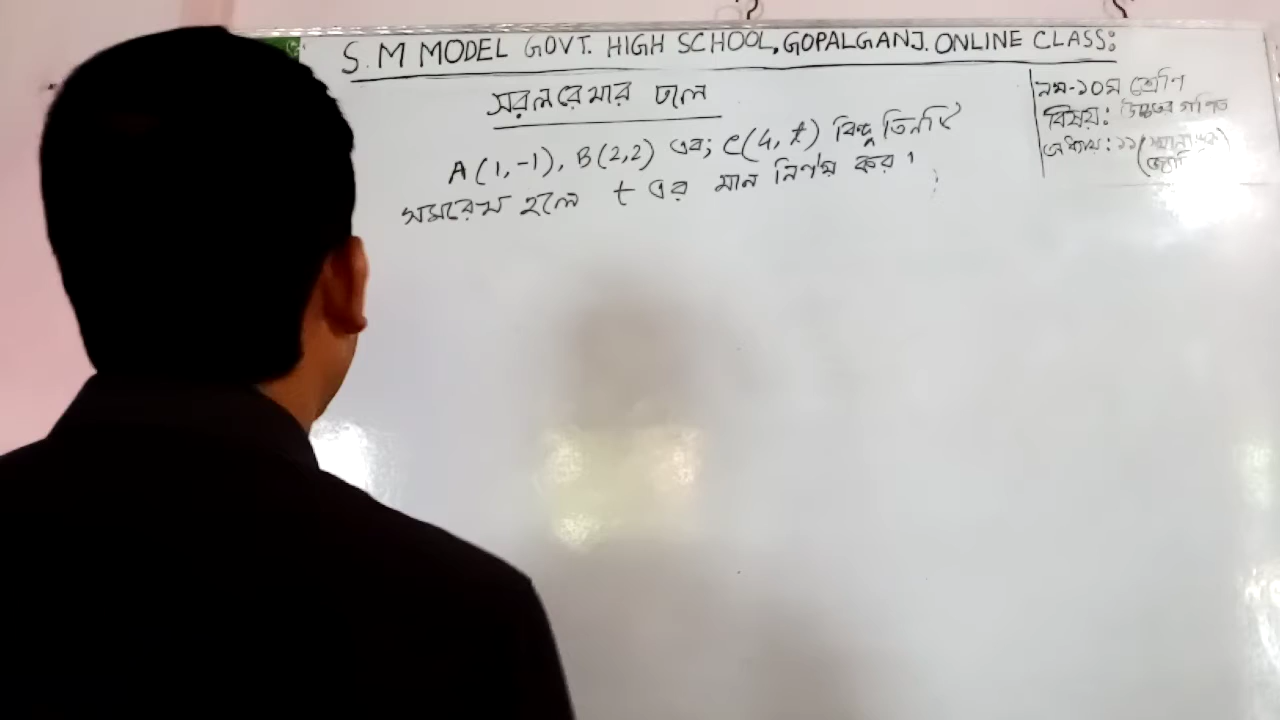 S. M MODEL GOVT. HIGH SCHOOL, GOPALGANJ. ONLINE CLASS:
সরলরেখার ঢাল
A(1,-1), B(2,2) এবং C(4, t) বিন্দু তিনটি
সমরেখ হলে t এর মান নির্ণয় কর।
নবম-১০ম শ্রেণি
বিষয়: উচ্চতর গণিত
অধ্যায়: ১১(